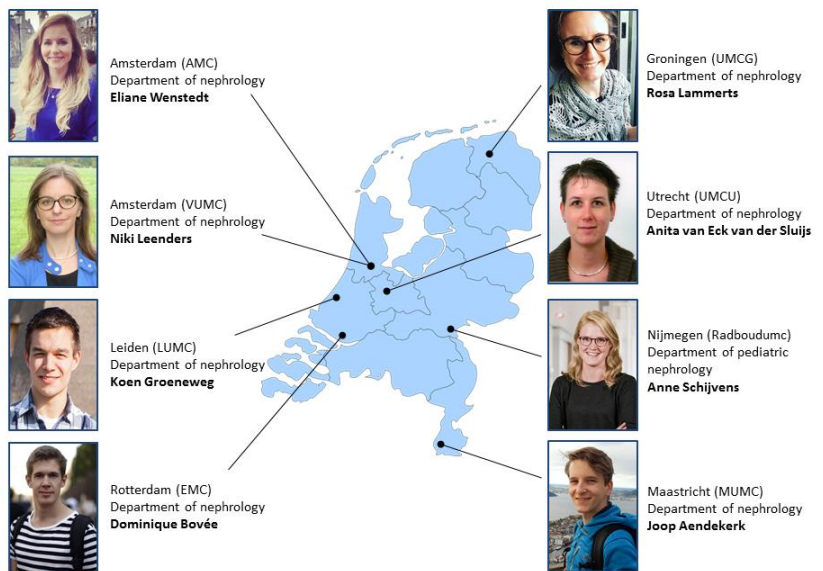 Amsterdam (AMC)
Department of nephrology
Eliane Wenstedt
Amsterdam (VUMC)
Department of nephrology
Niki Leenders
Leiden (LUMC)
Department of nephrology
Koen Groeneweg
Rotterdam (EMC)
Department of nephrology
Dominique Bovée
Groningen (UMCG)
Department of nephrology
Rosa Lammerts
Utrecht (UMCU)
Department of nephrology
Anita van Eck van der Sluijs
Nijmegen (Radboudumc)
Department of pediatric
nephrology
Anne Schijvens
Maastricht (MUMC)
Department of nephrology
Joop Aendekerk